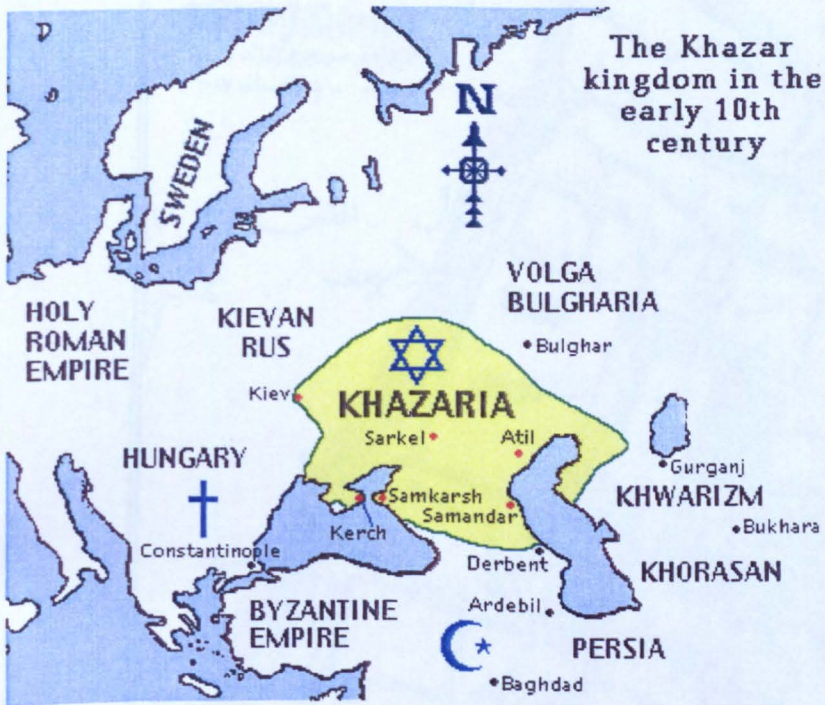 The Khazar
kingdom in the
early 10th
century
N
SWEDEN
VOLGA
BULGHARIA
HOLY
ROMAN
EMPIRE
KIEVAN
RUS
Bulghar
Kiev
KHAZARIA
Sarkel
Atil
HUNGARY
Gurganj
Samkarsh
KHWARIZM
Samandar
Kerch
Bukhara
Constantinople
Derbent
KHORASAN
BYZANTINE
EMPIRE
Ardebil
PERSIA
Baghdad